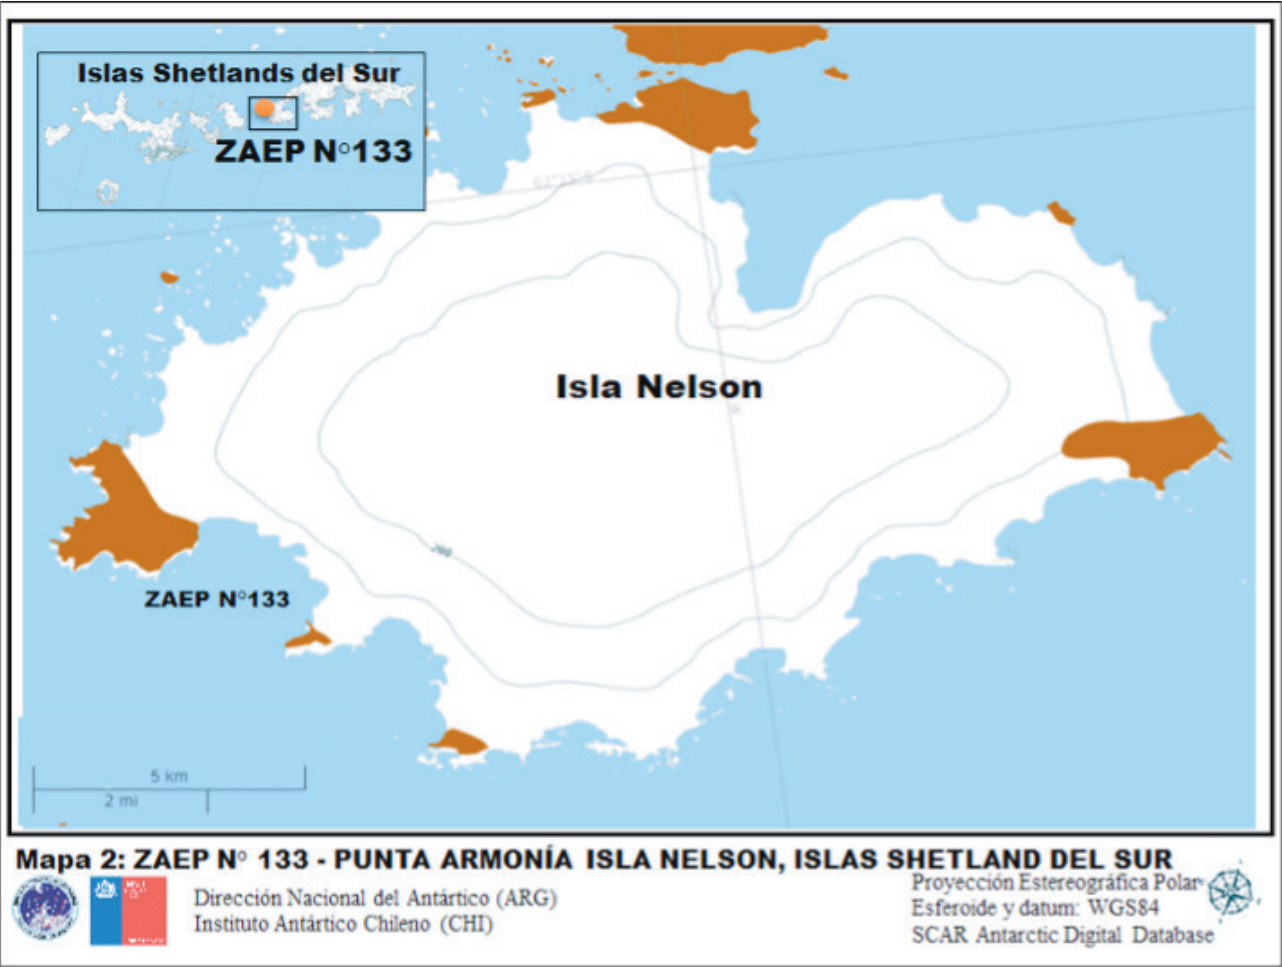 Islas Shetlands del Sur
ZAEP N°133
Isla Nelson
ZAEP N°133
5 km
2 mi
Mapa 2: ZAEP N° 133 - PUNTA ARMONÍA ISLA NELSON, ISLAS SHETLAND DEL SUR
Dirección Nacional del Antártico (ARG)
Instituto Antártico Chileno (CHI)
Proyección Estereográfica Polar
Esferoide y datum: WGS84
SCAR Antarctic Digital Database